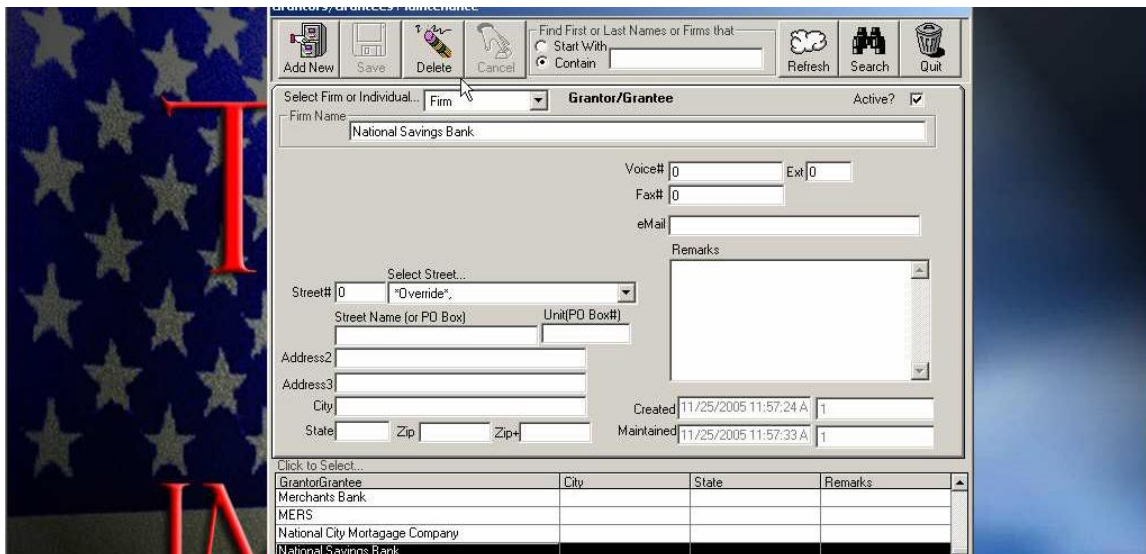 Grantors/Grantees : Maintenance
Add New
Save
Delete
Cancel
Find First or Last Names or Firms that
Start With
Contain
Refresh
Search
Quit
Select Firm or Individual... Firm
Grantor/Grantee
Active?
Firm Name
National Savings Bank
Voice# 0 Ext 0
Fax# 0
eMail
Remarks
Select Street...
Street# 0 *Override*,
Street Name (or PO Box) Unit(PO Box#)
Address2
Address3
City
State Zip Zip+
Created 11/25/2005 11:57:24 A 1
Maintained 11/25/2005 11:57:33 A 1
Click to Select...
GrantorGrantee City State Remarks
Merchants Bank
MERS
National City Mortagage Company
National Savings Bank
T